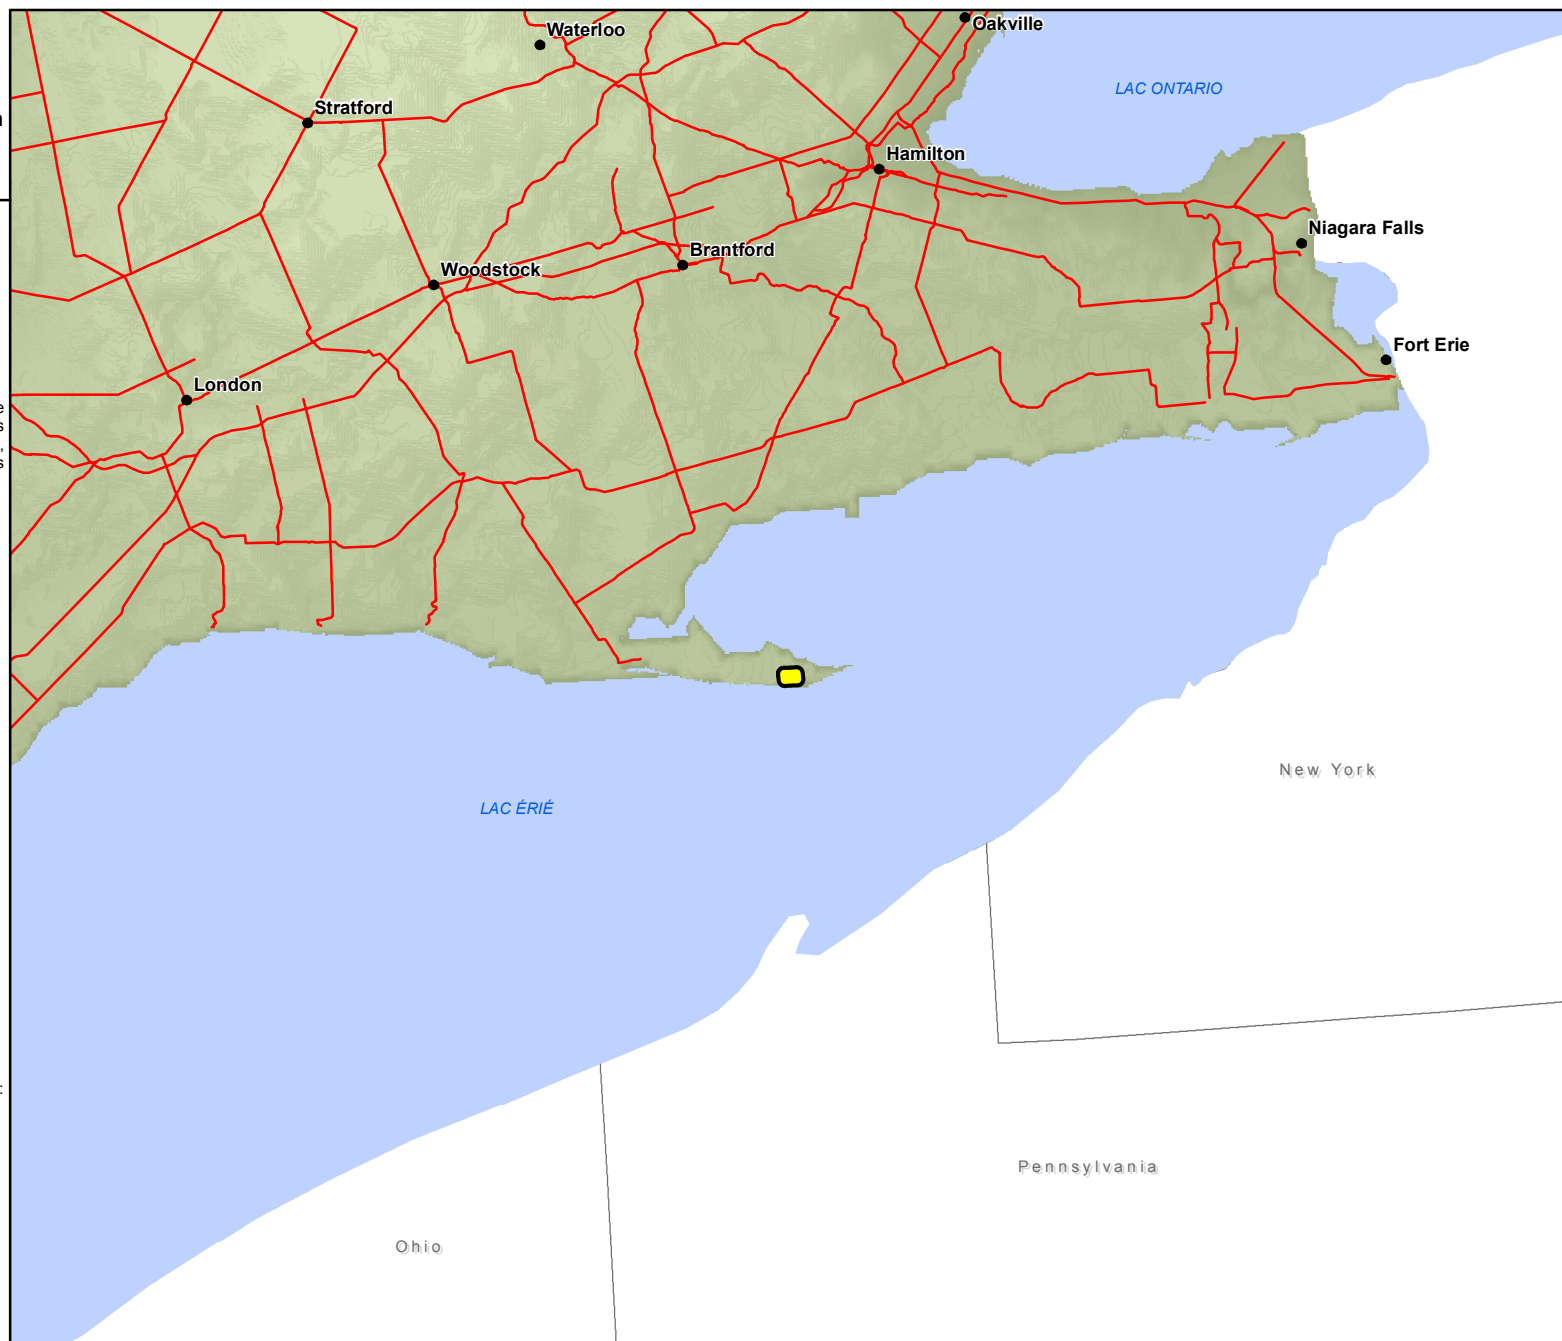 Oakville
Waterloo
LAC ONTARIO
Stratford
Hamilton
Niagara Falls
Brantford
Woodstock
Fort Erie
London
New York
LAC ÉRIÉ
Pennsylvania
Ohio